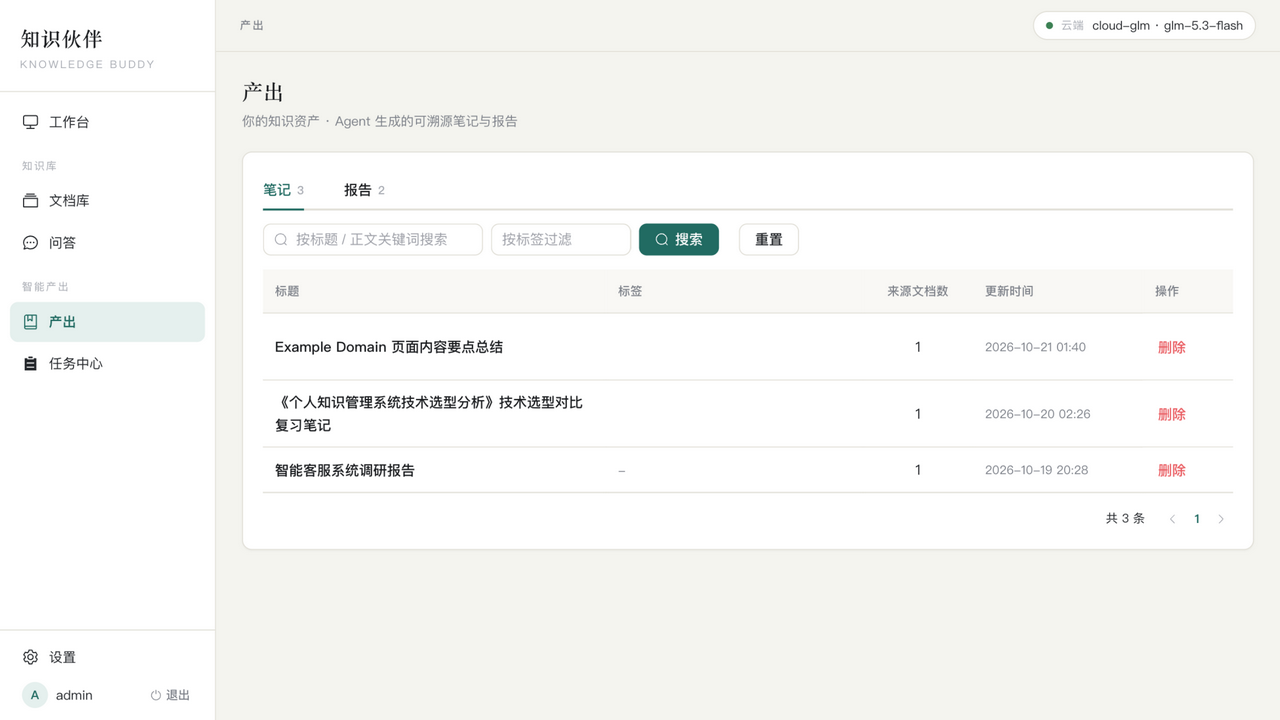 知识伙伴
KNOWLEDGE BUDDY
工作台
知识库
文档库
问答
智能产出
产出
任务中心
设置
A admin 退出
产出
云端 cloud-glm · glm-5.3-flash
产出
你的知识资产 · Agent 生成的可溯源笔记与报告
笔记 3 报告 2
按标题 / 正文关键词搜索 按标签过滤 搜索 重置
标题 标签 来源文档数 更新时间 操作
Example Domain 页面内容要点总结 1 2026-10-21 01:40 删除
《个人知识管理系统技术选型分析》技术选型对比
复习笔记 1 2026-10-20 02:26 删除
智能客服系统调研报告 – 1 2026-10-19 20:28 删除
共 3 条 1